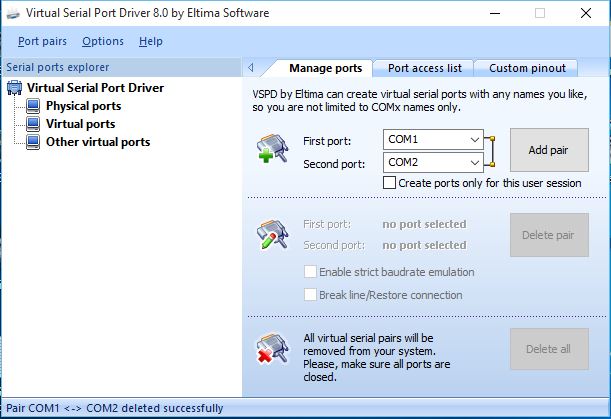 Virtual Serial Port Driver 8.0 by Eltima Software
Port pairs Options Help
Serial ports explorer
Virtual Serial Port Driver
Physical ports
Virtual ports
Other virtual ports
Manage ports Port access list Custom pinout
VSPD by Eltima can create virtual serial ports with any names you like,
so you are not limited to COMx names only.
First port: COM1
Second port: COM2
Add pair
Create ports only for this user session
First port: no port selected
Second port: no port selected
Delete pair
Enable strict baudrate emulation
Break line/Restore connection
All virtual serial pairs will be
removed from your system.
Please, make sure all ports are
closed.
Delete all
Pair COM1 <-> COM2 deleted successfully